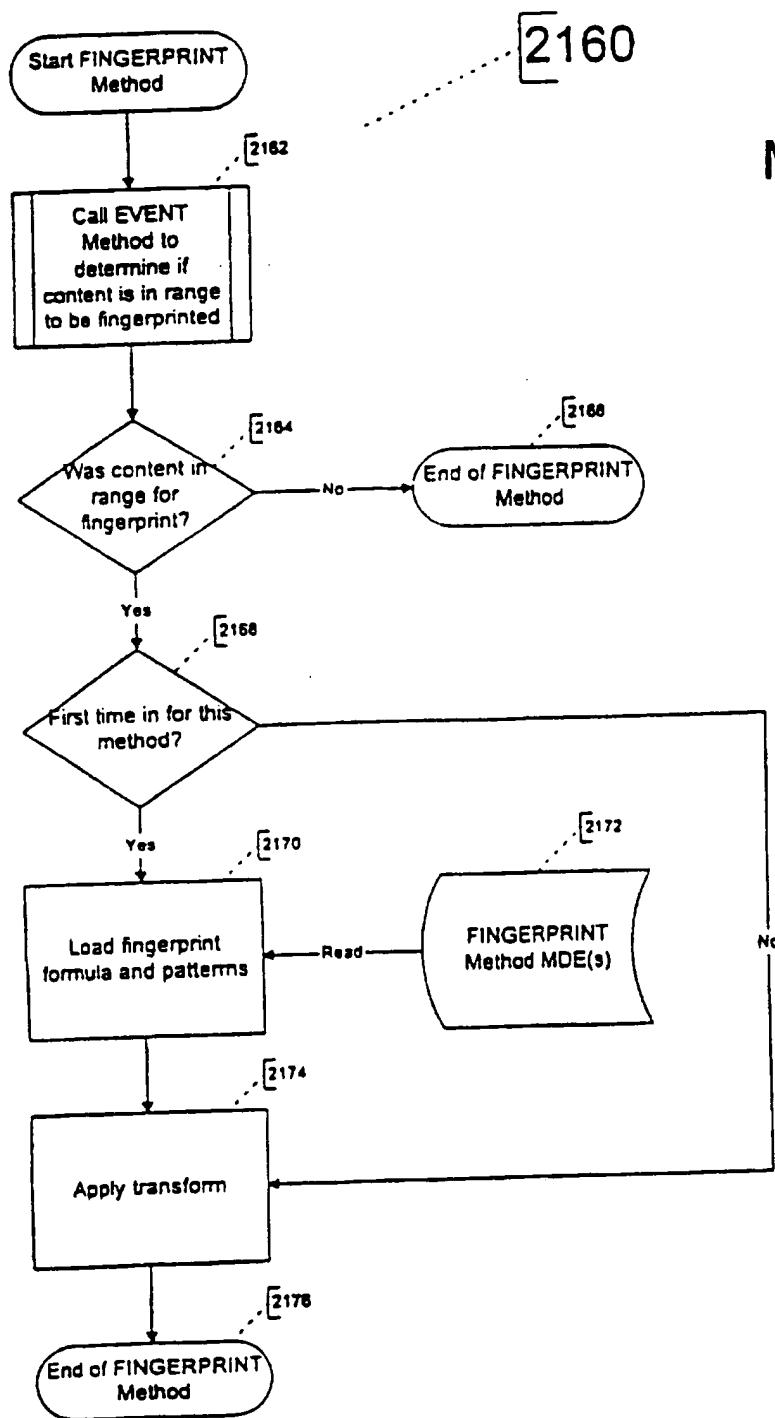 2160
Start FINGERPRINT
Method
2162
Call EVENT
Method to
determine if
content is in range
to be fingerprinted
2164
Was content in
range for
fingerprint?
No
2166
End of FINGERPRINT
Method
Yes
2168
First time in for this
method?
Yes
No
2170
Load fingerprint
formula and patterns
Read
2172
FINGERPRINT
Method MDE(s)
2174
Apply transform
2176
End of FINGERPRINT
Method